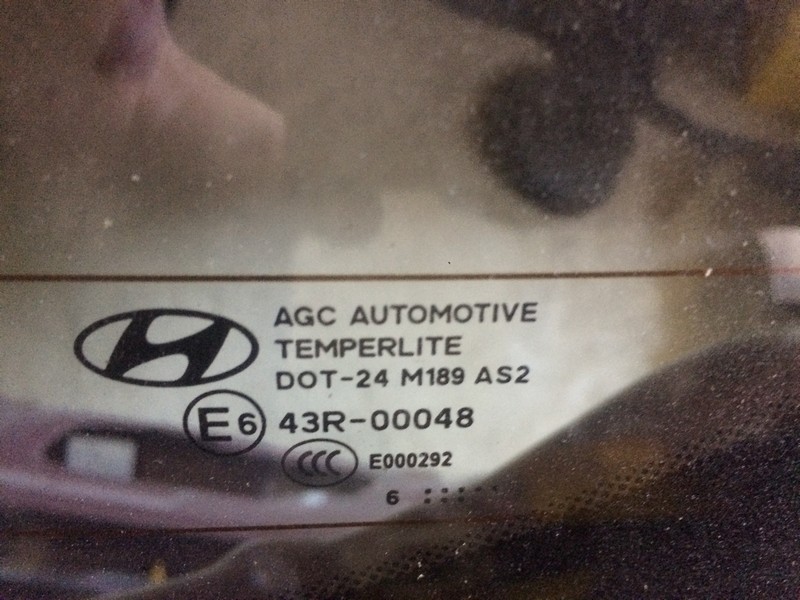 AGC AUTOMOTIVE
TEMPERLITE
DOT-24 M189 AS2
E6 43R-00048
CCC E000292
6